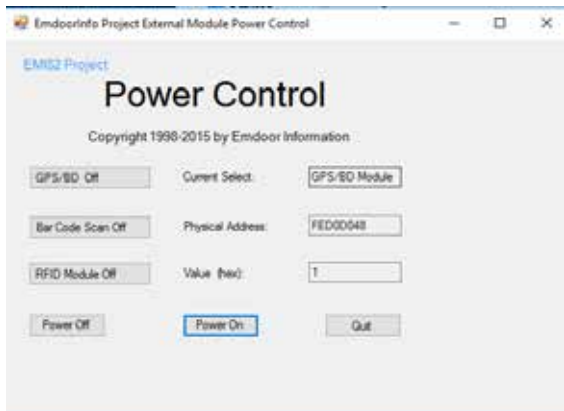 EmdoorInfo Project External Module Power Control
EM182 Project
Power Control
Copyright 1998-2015 by Emdoor Information
GPS/BD Off Current Select: GPS/BD Module
Bar Code Scan Off Physical Address: FED0D048
RFID Module Off Value (hex): 1
Power Off Power On Quit